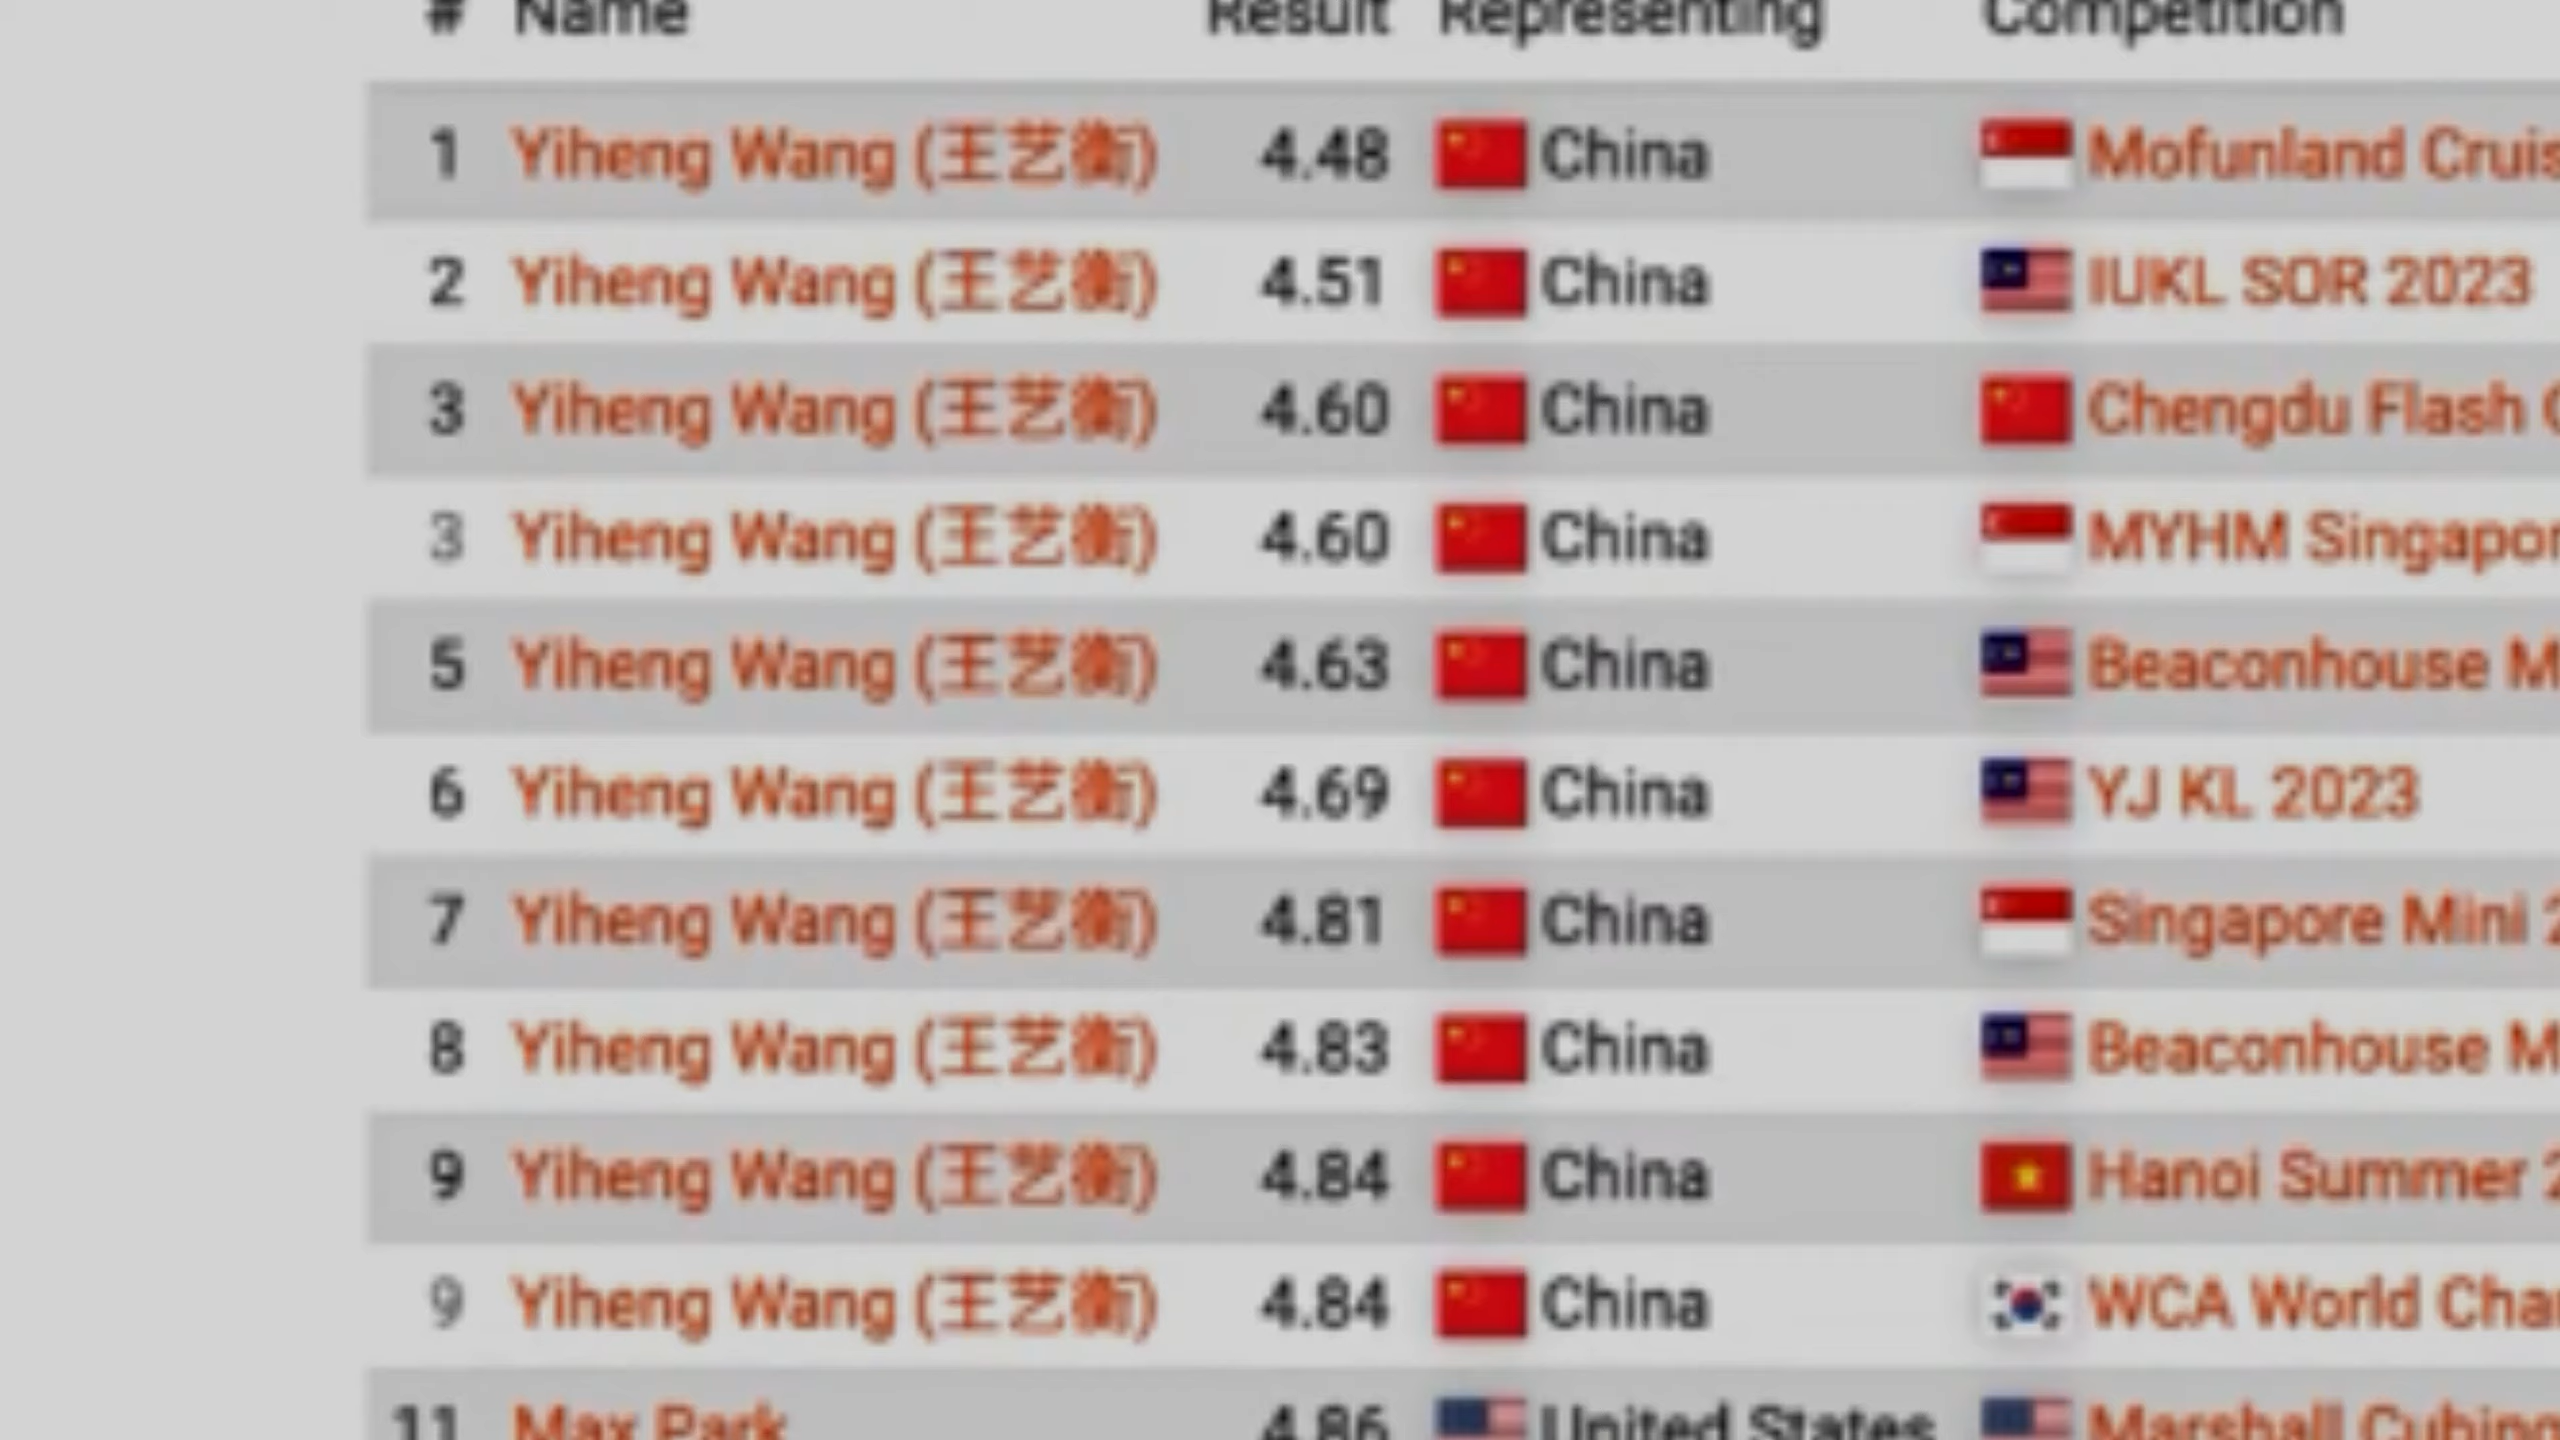 # Name Result Representing Competition
1 Yiheng Wang (王艺衡) 4.48 China Mofunland Cruis
2 Yiheng Wang (王艺衡) 4.51 China IUKL SOR 2023
3 Yiheng Wang (王艺衡) 4.60 China Chengdu Flash
3 Yiheng Wang (王艺衡) 4.60 China MYHM Singapor
5 Yiheng Wang (王艺衡) 4.63 China Beaconhouse M
6 Yiheng Wang (王艺衡) 4.69 China YJ KL 2023
7 Yiheng Wang (王艺衡) 4.81 China Singapore Mini 2
8 Yiheng Wang (王艺衡) 4.83 China Beaconhouse M
9 Yiheng Wang (王艺衡) 4.84 China Hanoi Summer 2
9 Yiheng Wang (王艺衡) 4.84 China WCA World Cha
11 Max Park 4.86 United States Marshall Cubing